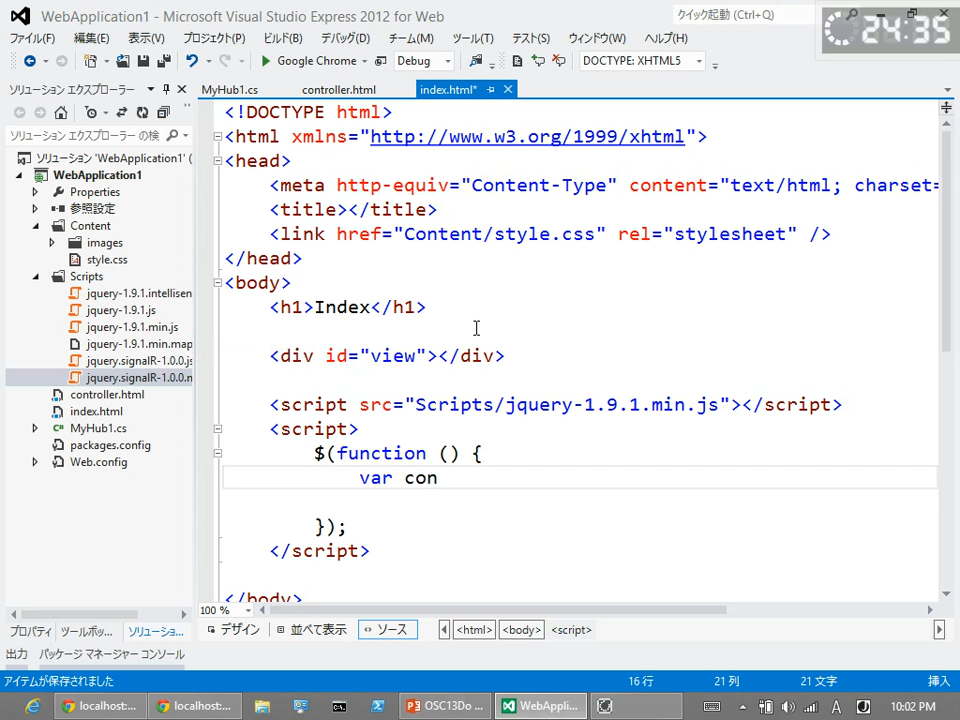 WebApplication1 - Microsoft Visual Studio Express 2012 for Web
クイック起動 (Ctrl+Q)
24:35
ファイル(F) 編集(E) 表示(V) プロジェクト(P) ビルド(B) デバッグ(D) チーム(M) ツール(T) テスト(S) ウィンドウ(W) ヘルプ(H)
Google Chrome Debug DOCTYPE: XHTML5
ソリューション エクスプローラー
MyHub1.cs controller.html index.html*
ソリューション エクスプローラー の検
ソリューション 'WebApplication1'
WebApplication1
Properties
参照設定
Content
images
style.css
Scripts
jquery-1.9.1.intellisen
jquery-1.9.1.js
jquery-1.9.1.min.js
jquery-1.9.1.min.map
jquery.signalR-1.0.0.js
jquery.signalR-1.0.0.n
controller.html
index.html
MyHub1.cs
packages.config
Web.config
<!DOCTYPE html>
<html xmlns="http://www.w3.org/1999/xhtml">
<head>
<meta http-equiv="Content-Type" content="text/html; charset=
<title></title>
<link href="Content/style.css" rel="stylesheet" />
</head>
<body>
<h1>Index</h1>
<div id="view"></div>
<script src="Scripts/jquery-1.9.1.min.js"></script>
<script>
$(function () {
var con
});
</script>
</body>
100 %
プロパティ ツールボッ... ソリューショ...
デザイン 並べて表示 ソース <html> <body> <script>
出力 パッケージ マネージャー コンソール
アイテムが保存されました 16 行 21 列 21 文字 挿入
localhost:... localhost:... OSC13Do ... WebAppli... A 10:02 PM